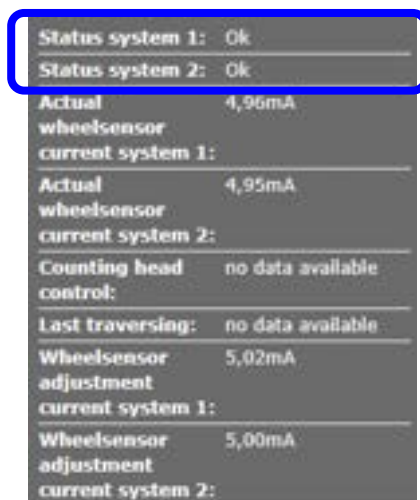 Status system 1: Ok
Status system 2: Ok
Actual 4,96mA
wheelsensor
current system 1:
Actual 4,95mA
wheelsensor
current system 2:
Counting head no data available
control:
Last traversing: no data available
Wheelsensor 5,02mA
adjustment
current system 1:
Wheelsensor 5,00mA
adjustment
current system 2: